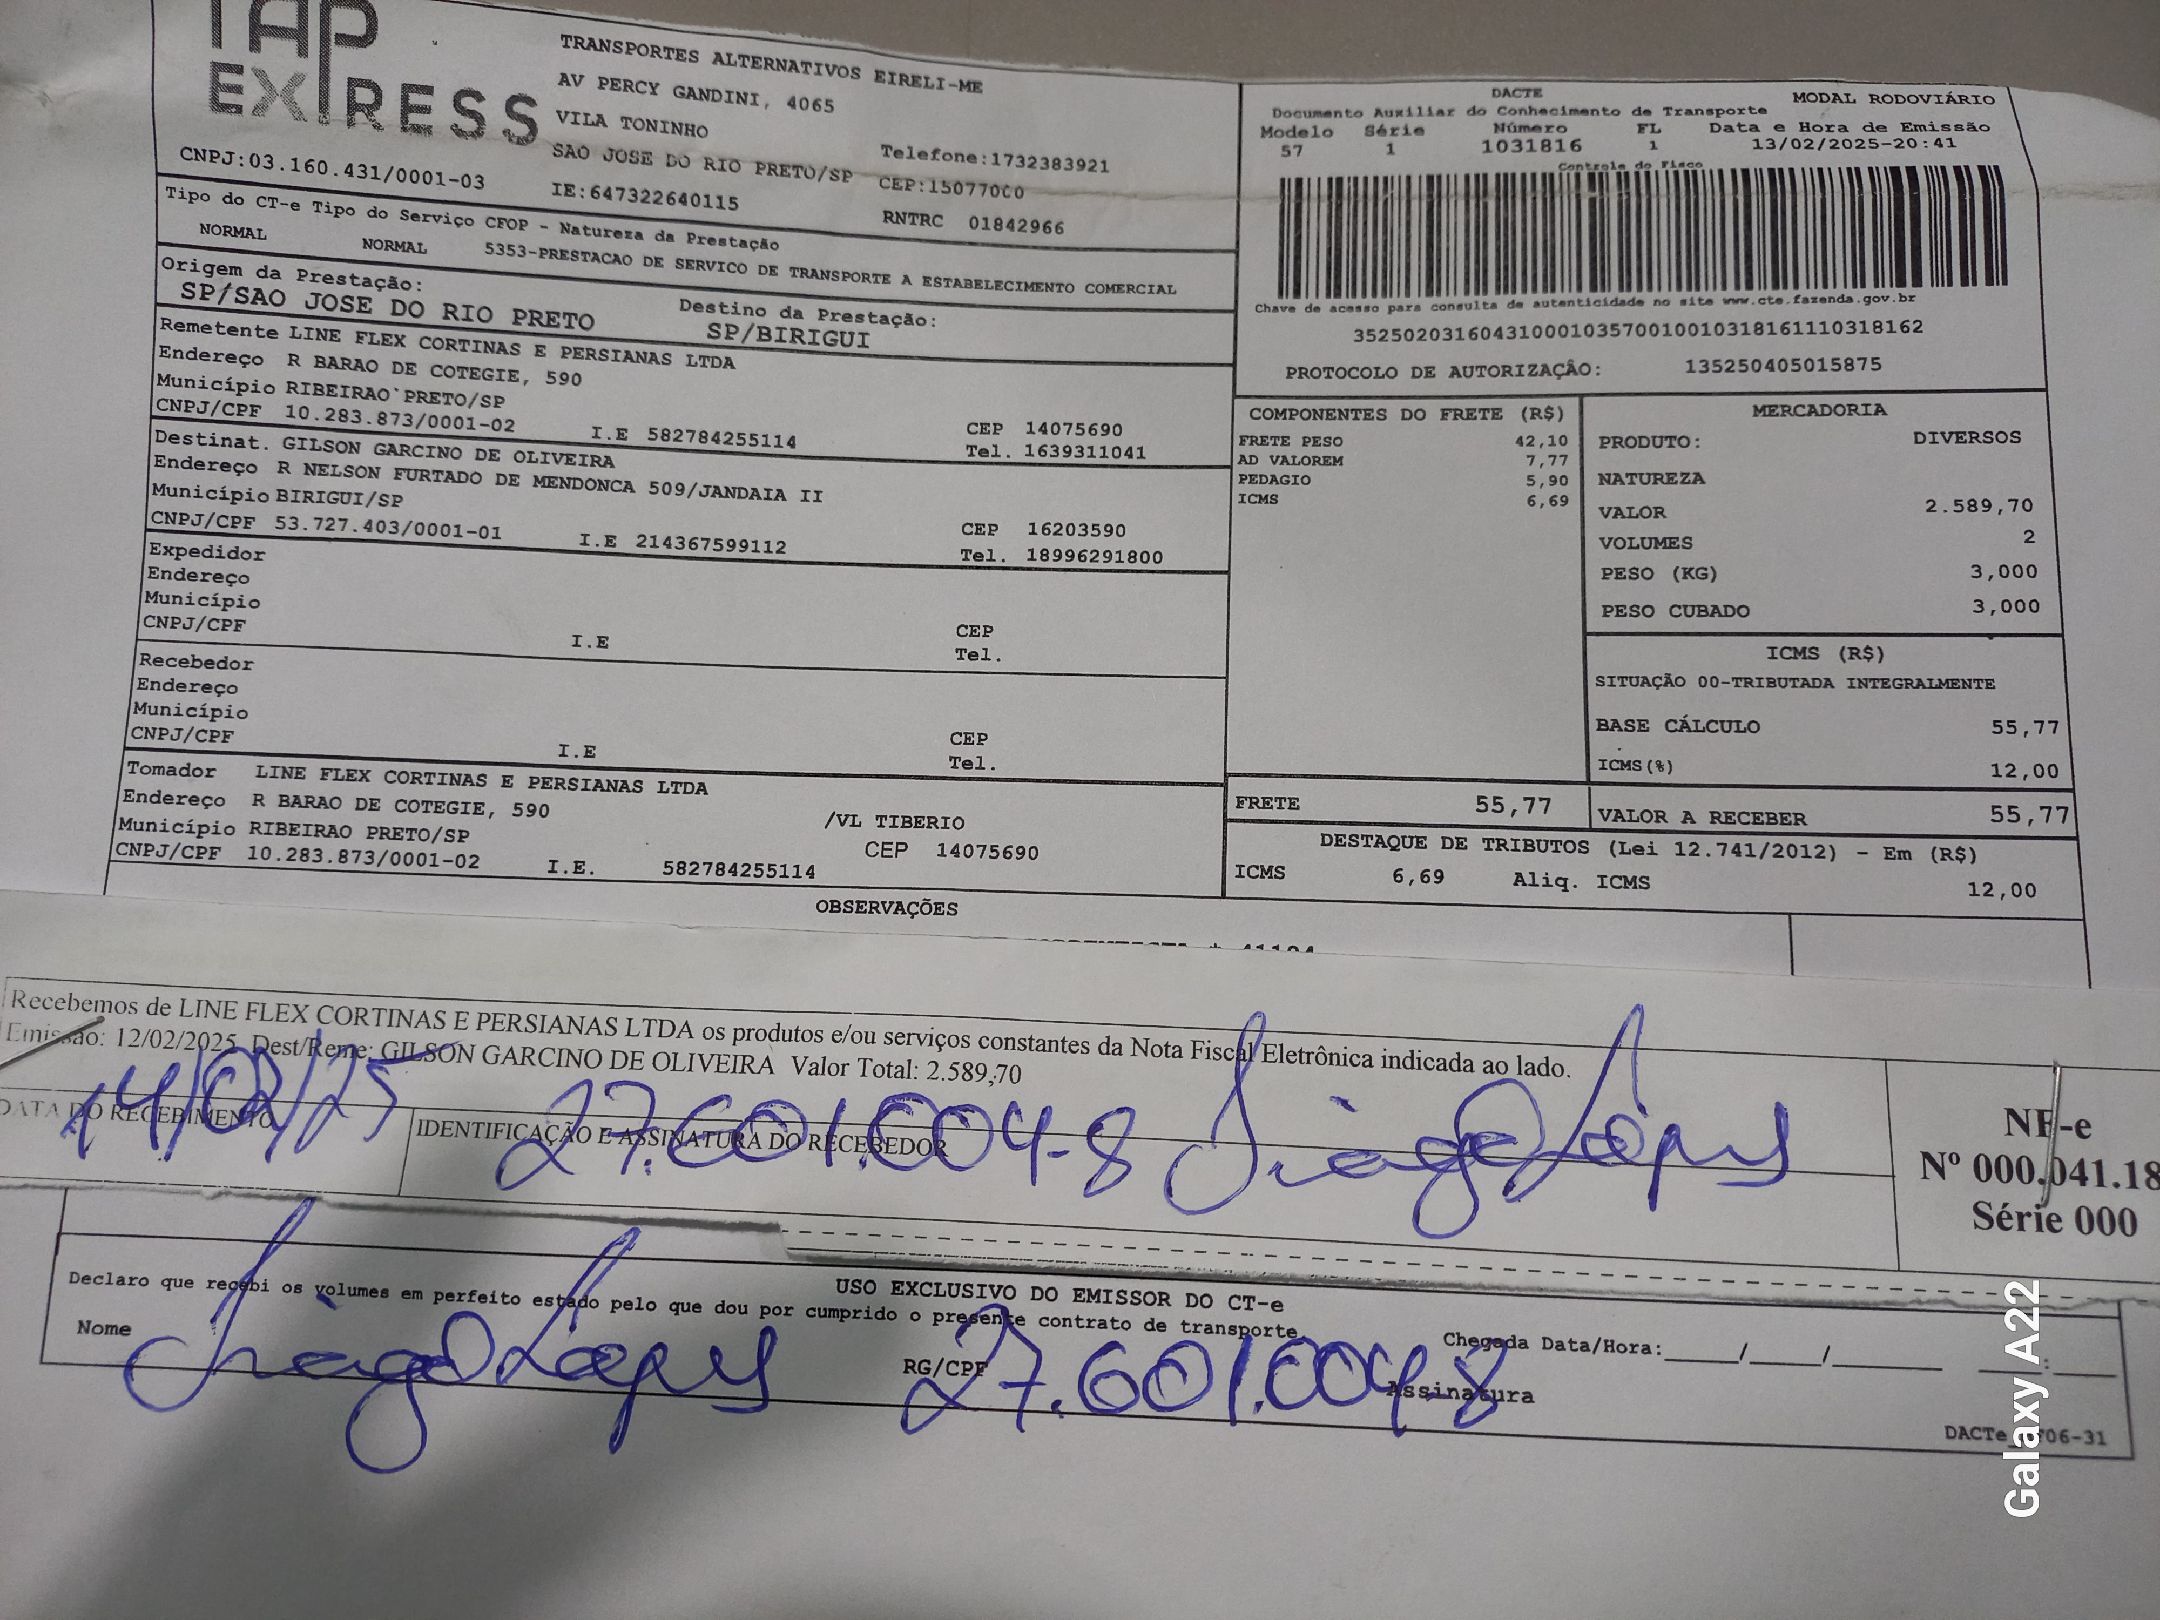 TAP
EXPRESS
TRANSPORTES ALTERNATIVOS EIRELI-ME
AV PERCY GANDINI, 4065
VILA TONINHO
SAO JOSE DO RIO PRETO/SP
Telefone:1732383921
CNPJ:03.160.431/0001-03
IE:647322640115
CEP:15077000
RNTRC 01842966
Tipo do CT-e Tipo do Serviço CFOP - Natureza da Prestação
NORMAL NORMAL 5353-PRESTACAO DE SERVICO DE TRANSPORTE A ESTABELECIMENTO COMERCIAL
Origem da Prestação:
SP/SAO JOSE DO RIO PRETO
Destino da Prestação:
SP/BIRIGUI
Remetente LINE FLEX CORTINAS E PERSIANAS LTDA
Endereço R BARAO DE COTEGIE, 590
Município RIBEIRAO PRETO/SP
CNPJ/CPF 10.283.873/0001-02 I.E 582784255114
CEP 14075690
Tel. 1639311041
Destinat. GILSON GARCINO DE OLIVEIRA
Endereço R NELSON FURTADO DE MENDONCA 509/JANDAIA II
Município BIRIGUI/SP
CNPJ/CPF 53.727.403/0001-01 I.E 214367599112
CEP 16203590
Tel. 18996291800
Expedidor
Endereço
Município
CNPJ/CPF I.E
CEP
Tel.
Recebedor
Endereço
Município
CNPJ/CPF I.E
CEP
Tel.
Tomador LINE FLEX CORTINAS E PERSIANAS LTDA
Endereço R BARAO DE COTEGIE, 590 /VL TIBERIO
Município RIBEIRAO PRETO/SP CEP 14075690
CNPJ/CPF 10.283.873/0001-02 I.E. 582784255114
OBSERVAÇÕES
DACTE
MODAL RODOVIÁRIO
Documento Auxiliar do Conhecimento de Transporte
Modelo Série Número FL Data e Hora de Emissão
57 1 1031816 1 13/02/2025-20:41
Controle do Fisco
Chave de acesso para consulta de autenticidade no site www.cte.fazenda.gov.br
35250203160431000103570010010318161110318162
PROTOCOLO DE AUTORIZAÇÃO: 135250405015875
COMPONENTES DO FRETE (R$)
FRETE PESO 42,10
AD VALOREM 7,77
PEDAGIO 5,90
ICMS 6,69
MERCADORIA
PRODUTO: DIVERSOS
NATUREZA
VALOR 2.589,70
VOLUMES 2
PESO (KG) 3,000
PESO CUBADO 3,000
ICMS (R$)
SITUAÇÃO 00-TRIBUTADA INTEGRALMENTE
BASE CÁLCULO 55,77
ICMS(%) 12,00
FRETE 55,77
VALOR A RECEBER 55,77
DESTAQUE DE TRIBUTOS (Lei 12.741/2012) - Em (R$)
ICMS 6,69 Aliq. ICMS 12,00
Recebemos de LINE FLEX CORTINAS E PERSIANAS LTDA os produtos e/ou serviços constantes da Nota Fiscal Eletrônica indicada ao lado.
Emissão: 12/02/2025 Dest/Reme: GILSON GARCINO DE OLIVEIRA Valor Total: 2.589,70
14/02/25
DATA DO RECEBIMENTO
IDENTIFICAÇÃO E ASSINATURA DO RECEBEDOR
27.601.004-8 Tiago Lopes
NF-e
Nº 000.041.18
Série 000
USO EXCLUSIVO DO EMISSOR DO CT-e
Declaro que recebi os volumes em perfeito estado pelo que dou por cumprido o presente contrato de transporte.
Nome Tiago Lopes
RG/CPF 27.601.004-8
Chegada Data/Hora:____/____/______ ____:____
Assinatura
Galaxy A22